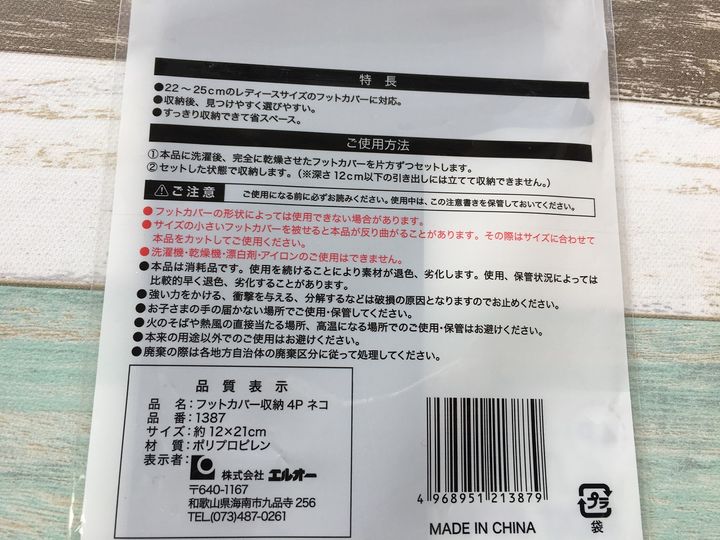 特長
●22～25cmのレディースサイズのフットカバーに対応。
●収納後、見つけやすく選びやすい。
●すっきり収納できて省スペース。
ご使用方法
①本品に洗濯後、完全に乾燥させたフットカバーを片方ずつセットします。
②セットした状態で収納します。(※深さ12cm以下の引き出しには立てて収納できません。)
ご注意 ご使用になる前に必ずお読みください。使用中は、この注意書きを保管しておいてください。
●フットカバーの形状によっては使用できない場合があります。
●サイズの小さいフットカバーを被せると本品が反り曲がることがあります。その際はサイズに合わせて
本品をカットしてご使用ください。
●洗濯機・乾燥機・漂白剤・アイロンのご使用はできません。
●本品は消耗品です。使用を続けることにより素材が退色、劣化します。使用、保管状況によっては
比較的早く退色、劣化することがあります。
●強い力をかける、衝撃を与える、分解するなどは破損の原因となりますのでお止めください。
●お子さまの手の届かない場所でご使用・保管してください。
●火のそばや熱風の直接当たる場所、高温になる場所でのご使用・保管はお避けください。
●本来の用途以外でのご使用はお避けください。
●廃棄の際は各地方自治体の廃棄区分に従って処理してください。
品質表示
品名：フットカバー収納 4P ネコ
品番：1387
サイズ：約12×21cm
材質：ポリプロピレン
表示者： 株式会社 エルオー
〒640-1167
和歌山県海南市九品寺256
TEL.(073)487-0261
4 968951 213879
MADE IN CHINA
プラ
袋